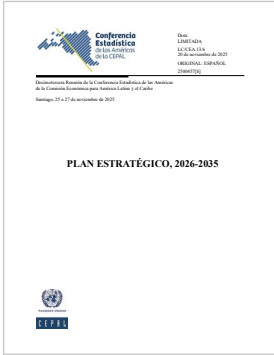 Conferencia
Estadística
de las Américas
de la CEPAL
Distr.
LIMITADA
LC/CEA.13/6
20 de noviembre de 2025
ORIGINAL: ESPAÑOL
Decimotercera Reunión de la Conferencia Estadística de las Américas
de la Comisión Económica para América Latina y el Caribe
Santiago, 25 a 27 de noviembre de 2025
PLAN ESTRATÉGICO, 2026-2035
NACIONES UNIDAS
CEPAL